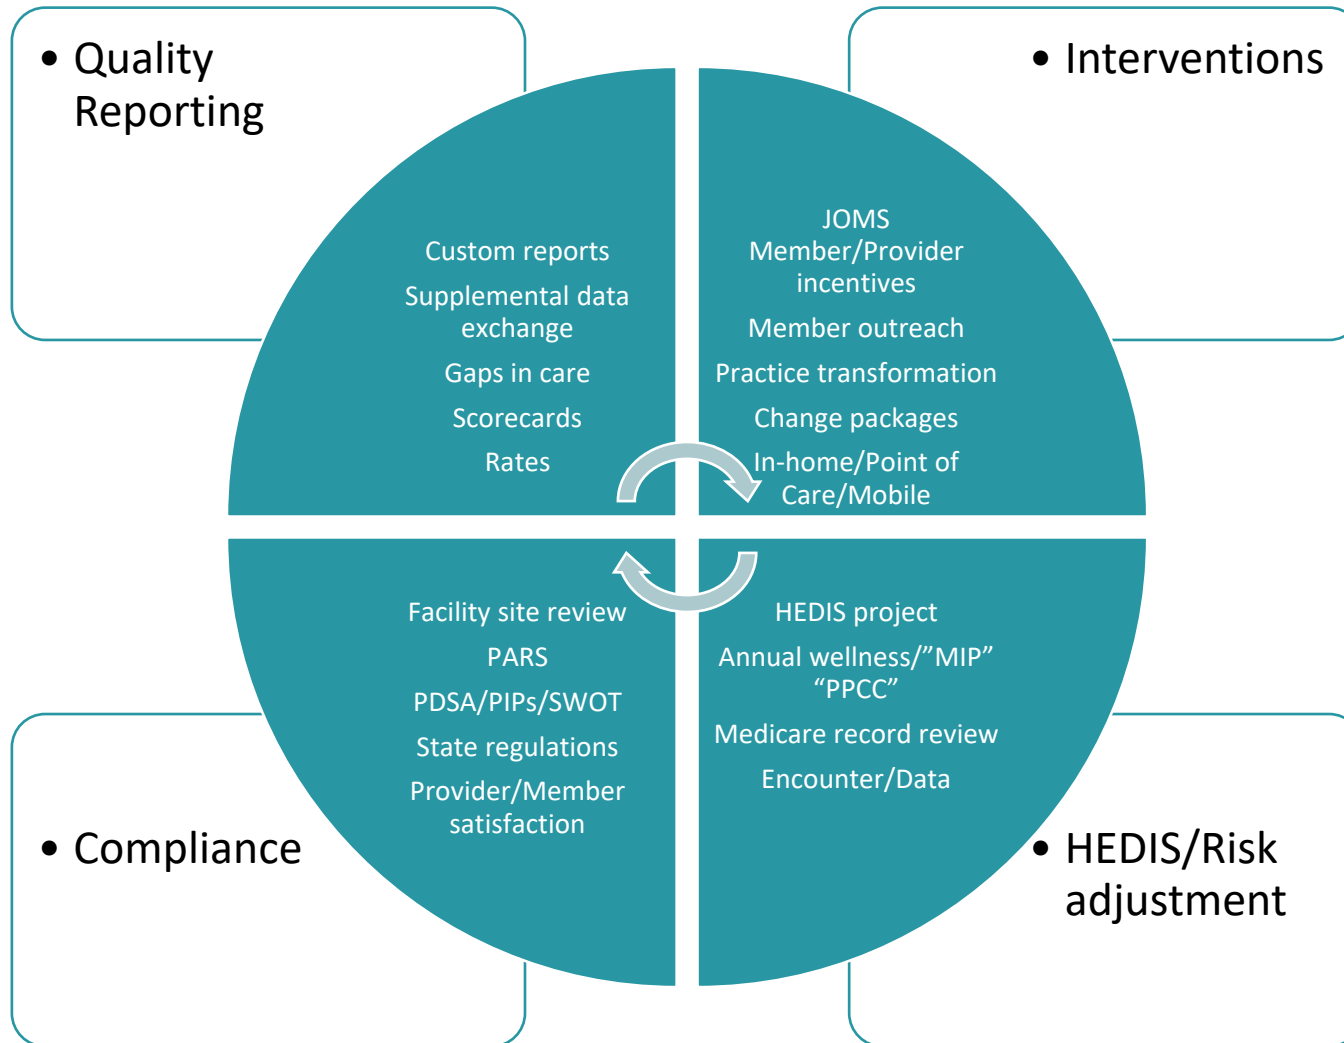 • Quality
Reporting
• Interventions
Custom reports
Supplemental data
exchange
Gaps in care
Scorecards
Rates
JOMS
Member/Provider
incentives
Member outreach
Practice transformation
Change packages
In-home/Point of
Care/Mobile
Facility site review
PARS
PDSA/PIPs/SWOT
State regulations
Provider/Member
satisfaction
HEDIS project
Annual wellness/”MIP”
“PPCC”
Medicare record review
Encounter/Data
• Compliance
• HEDIS/Risk
adjustment